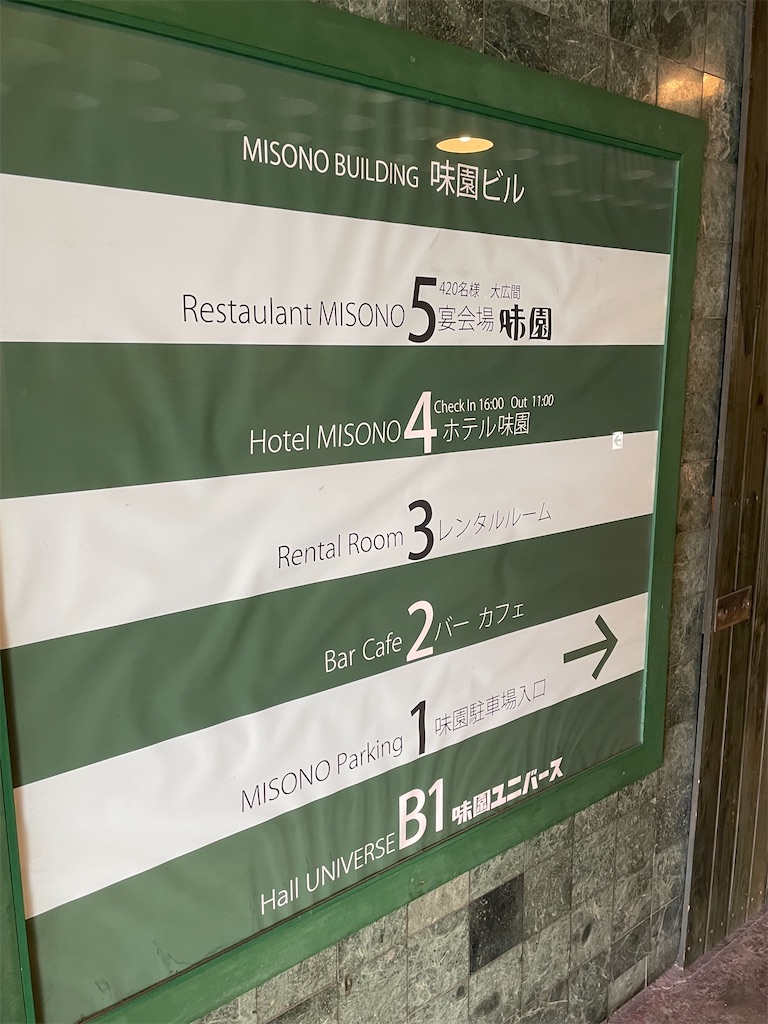 MISONO BUILDING 味園ビル
420名様 大広間
Restaulant MISONO 5 宴会場 味園
Check In 16:00 Out 11:00
Hotel MISONO 4 ホテル味園
Rental Room 3 レンタルルーム
Bar Cafe 2 バー カフェ
MISONO Parking 1 味園駐車場入口
Hall UNIVERSE B1 味園ユニバース